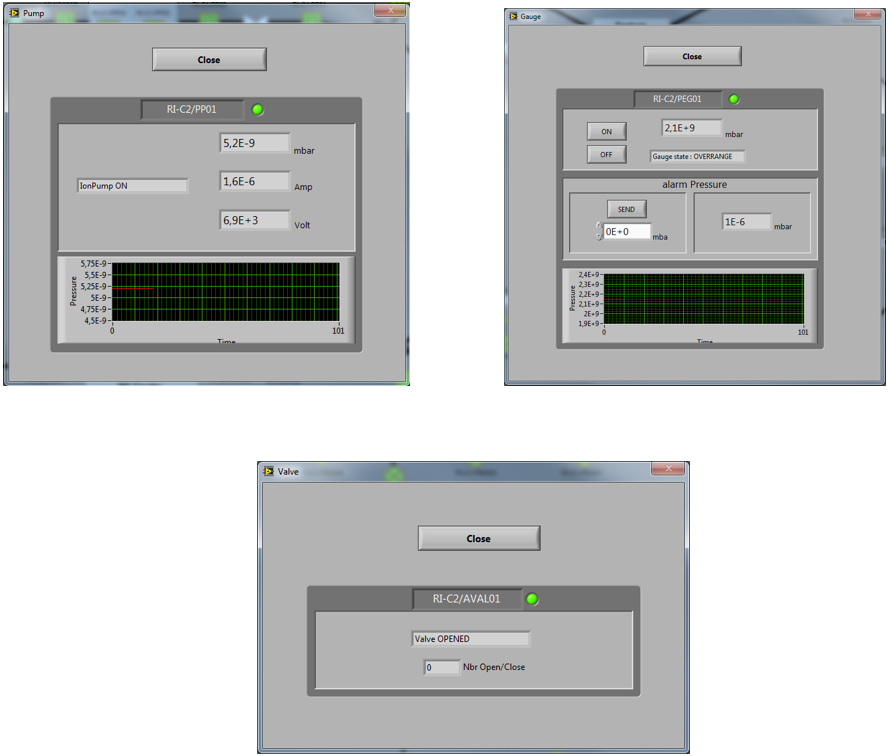 Pump
Close
RI-C2/PP01
5,2E-9 mbar
IonPump ON
1,6E-6 Amp
6,9E+3 Volt
5,75E-9
5,5E-9
5,25E-9
5E-9
4,75E-9
4,5E-9
Pressure
0 101
Time
Gauge
Close
RI-C2/PEG01
ON
2,1E+9 mbar
OFF
Gauge state : OVERRANGE
alarm Pressure
SEND
0E+0 mba
1E-6 mbar
2,4E+9
2,3E+9
2,2E+9
2,1E+9
2E+9
1,9E+9
Pressure
0 101
Time
Valve
Close
RI-C2/AVAL01
Valve OPENED
0 Nbr Open/Close